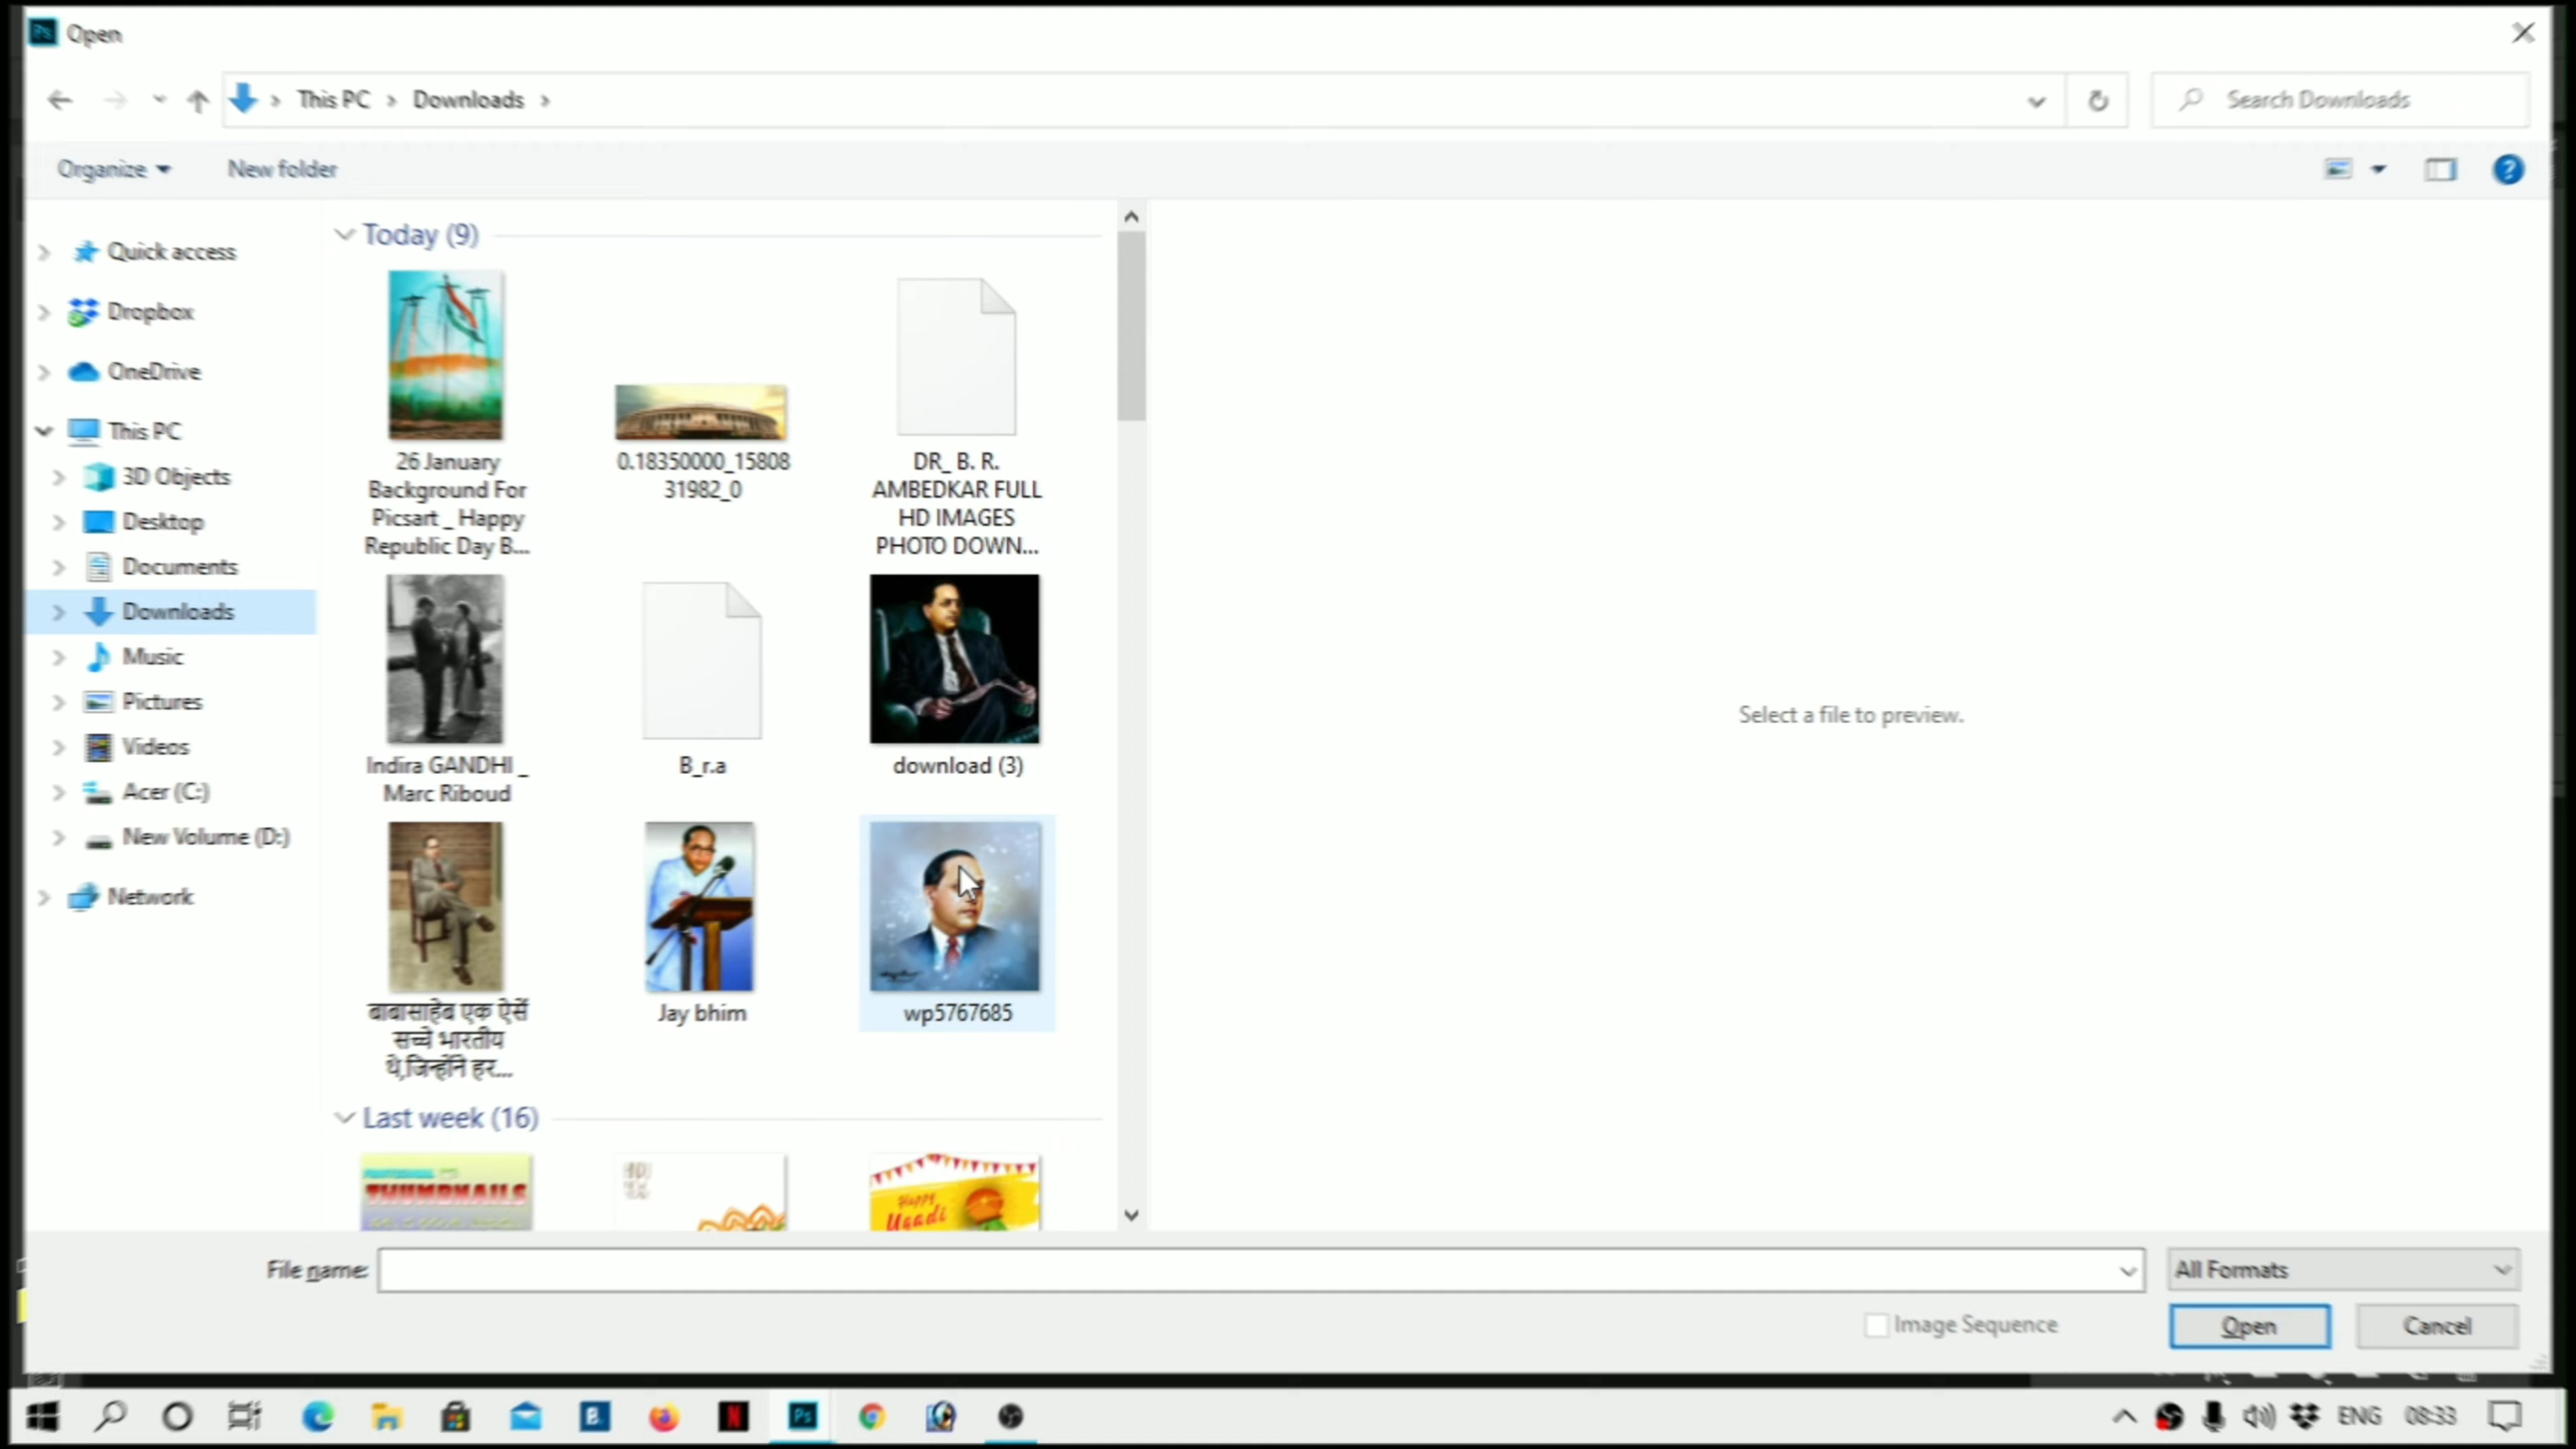 Open
This PC
Downloads
Search Downloads
Organize
New folder
Quick access
Dropbox
OneDrive
This PC
3D Objects
Desktop
Documents
Downloads
Music
Pictures
Videos
Acer (C:)
New Volume (D:)
Network
Today (9)
26 January
Background For
Picsart _ Happy
Republic Day B...
0.18350000_15808
31982_0
DR_ B. R.
AMBEDKAR FULL
HD IMAGES
PHOTO DOWN...
Indira GANDHI _
Marc Riboud
B_r.a
download (3)
बाबासाहेब एक ऐसें
सच्चे भारतीय
थे,जिन्होंने हर...
Jay bhim
wp5767685
Last week (16)
THUMBNAILS
Happy
Ugadi
Select a file to preview.
File name:
All Formats
Image Sequence
Open
Cancel
ENG
08:33